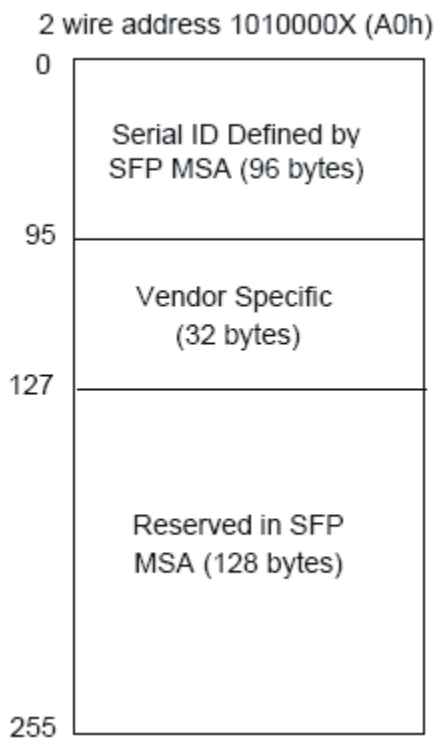 2 wire address 1010000X (A0h)
0
Serial ID Defined by
SFP MSA (96 bytes)
95
Vendor Specific
(32 bytes)
127
Reserved in SFP
MSA (128 bytes)
255